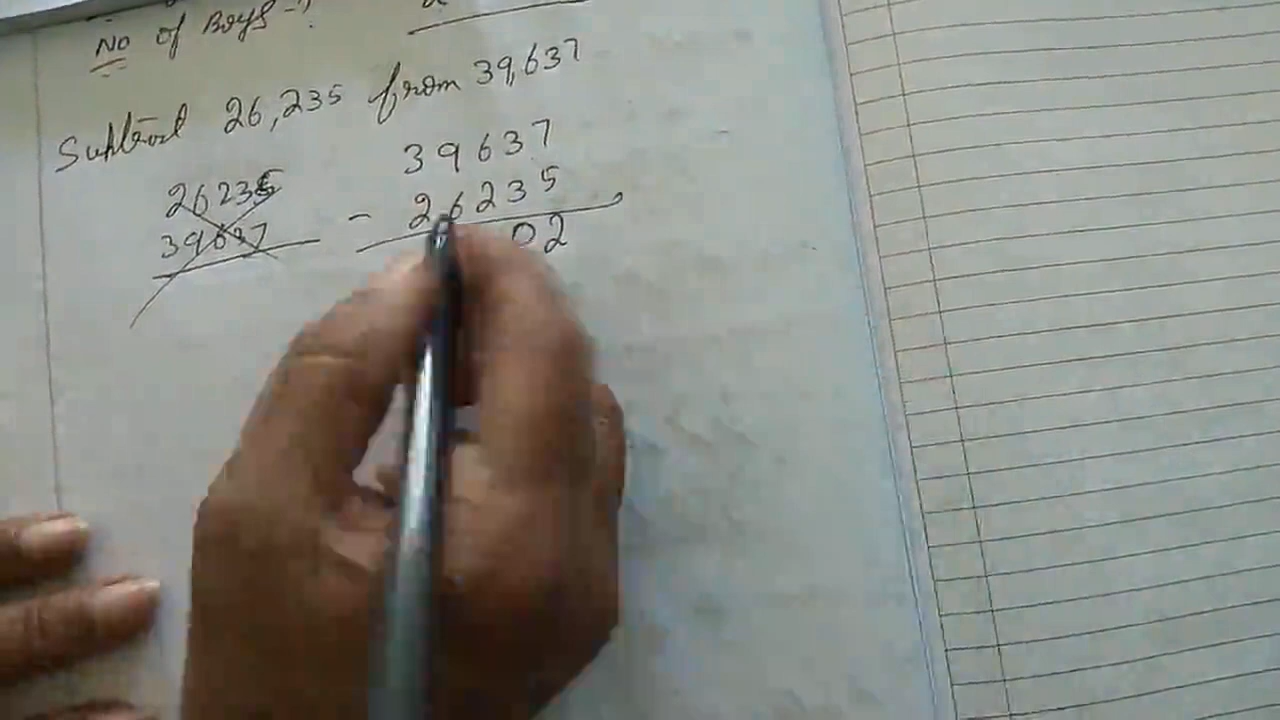 No of Boys - ?
Subtract 26,235 from 39,637
39637
26235
- 26235
39637
02